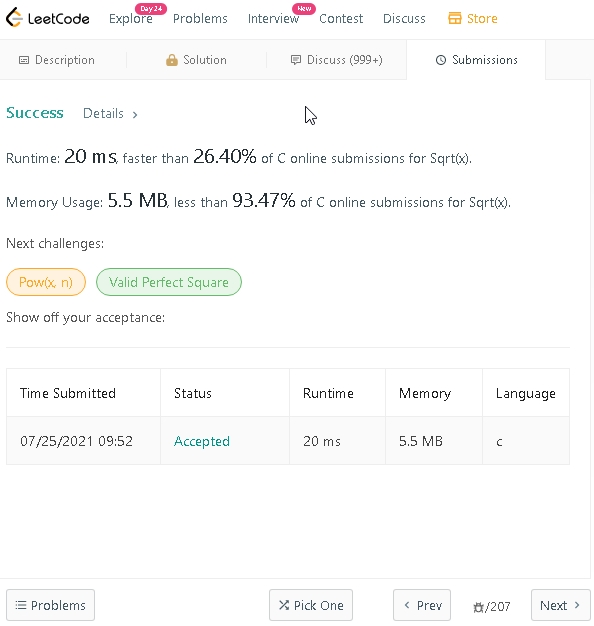 LeetCode Explore Day 24 Problems Interview New Contest Discuss Store
Description Solution Discuss (999+) Submissions
Success Details >
Runtime: 20 ms, faster than 26.40% of C online submissions for Sqrt(x).
Memory Usage: 5.5 MB, less than 93.47% of C online submissions for Sqrt(x).
Next challenges:
Pow(x, n) Valid Perfect Square
Show off your acceptance:
Time Submitted Status Runtime Memory Language
07/25/2021 09:52 Accepted 20 ms 5.5 MB c
Problems Pick One < Prev /207 Next >